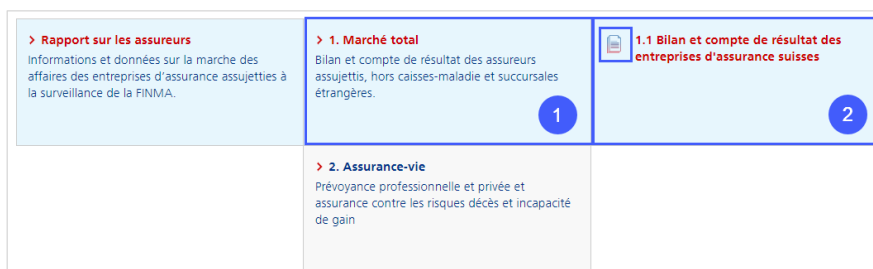 Rapport sur les assureurs
Informations et données sur la marche des
affaires des entreprises d'assurance assujetties à
la surveillance de la FINMA.
1. Marché total
Bilan et compte de résultat des assureurs
assujettis, hors caisses-maladie et succursales
étrangères.
1
1.1 Bilan et compte de résultat des
entreprises d'assurance suisses
2
2. Assurance-vie
Prévoyance professionnelle et privée et
assurance contre les risques décès et incapacité
de gain